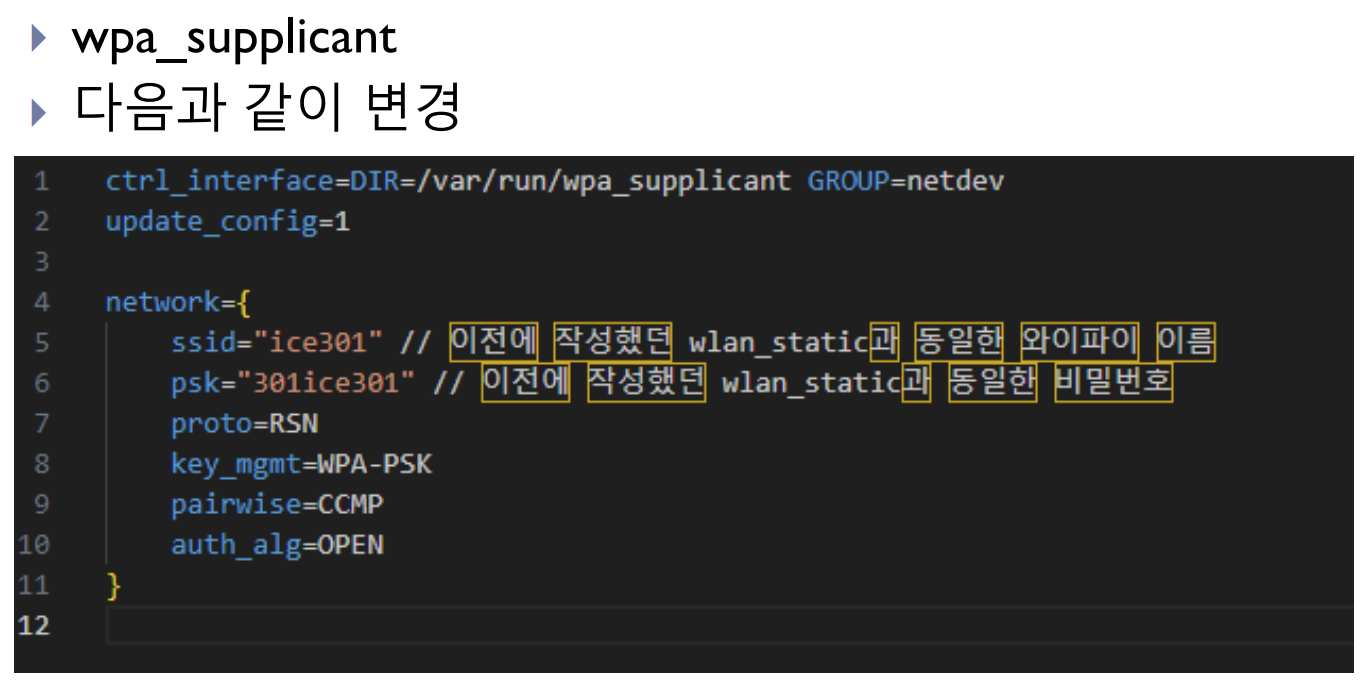 wpa_supplicant
다음과 같이 변경
1 ctrl_interface=DIR=/var/run/wpa_supplicant GROUP=netdev
2 update_config=1
3
4 network={
5 ssid="ice301" // 이전에 작성했던 wlan_static과 동일한 와이파이 이름
6 psk="301ice301" // 이전에 작성했던 wlan_static과 동일한 비밀번호
7 proto=RSN
8 key_mgmt=WPA-PSK
9 pairwise=CCMP
10 auth_alg=OPEN
11 }
12